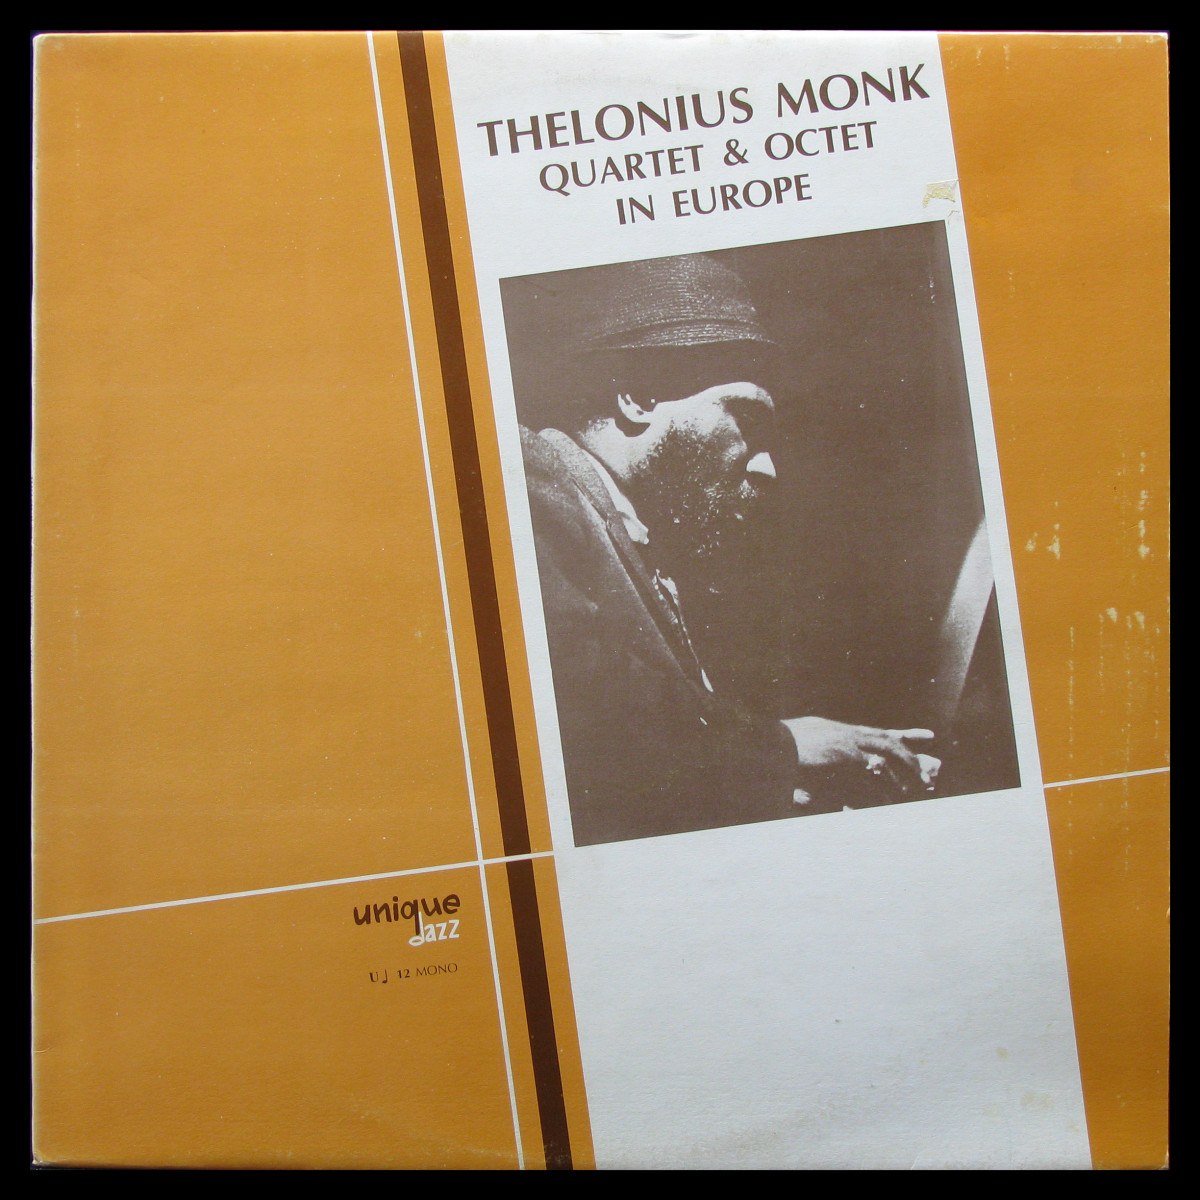 THELONIUS MONK
QUARTET & OCTET
IN EUROPE
unique
Jazz
UJ 12 MONO